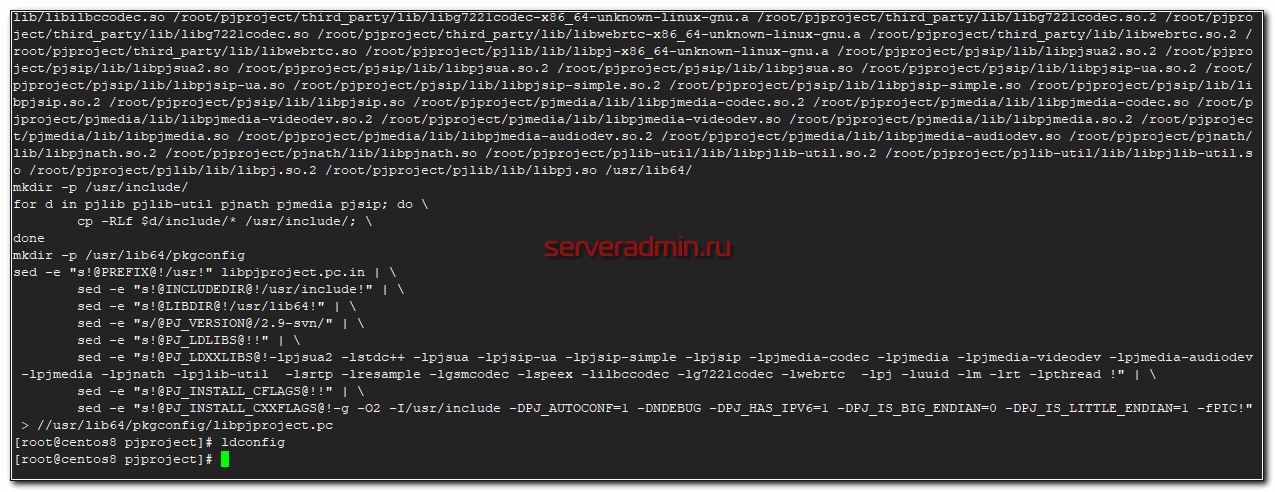 lib/libilbccodec.so /root/pjproject/third_party/lib/libg7221codec-x86_64-unknown-linux-gnu.a /root/pjproject/third_party/lib/libg7221codec.so.2 /root/pjpro
ject/third_party/lib/libg7221codec.so /root/pjproject/third_party/lib/libwebrtc-x86_64-unknown-linux-gnu.a /root/pjproject/third_party/lib/libwebrtc.so.2 /
root/pjproject/third_party/lib/libwebrtc.so /root/pjproject/pjlib/lib/libpj-x86_64-unknown-linux-gnu.a /root/pjproject/pjsip/lib/libpjsua2.so.2 /root/pjpro
ject/pjsip/lib/libpjsua2.so /root/pjproject/pjsip/lib/libpjsua.so.2 /root/pjproject/pjsip/lib/libpjsua.so /root/pjproject/pjsip/lib/libpjsip-ua.so.2 /root/
pjproject/pjsip/lib/libpjsip-ua.so /root/pjproject/pjsip/lib/libpjsip-simple.so.2 /root/pjproject/pjsip/lib/libpjsip-simple.so /root/pjproject/pjsip/lib/li
bpjsip.so.2 /root/pjproject/pjsip/lib/libpjsip.so /root/pjproject/pjmedia/lib/libpjmedia-codec.so.2 /root/pjproject/pjmedia/lib/libpjmedia-codec.so /root/p
jproject/pjmedia/lib/libpjmedia-videodev.so.2 /root/pjproject/pjmedia/lib/libpjmedia-videodev.so /root/pjproject/pjmedia/lib/libpjmedia.so.2 /root/pjprojec
t/pjmedia/lib/libpjmedia.so /root/pjproject/pjmedia/lib/libpjmedia-audiodev.so.2 /root/pjproject/pjmedia/lib/libpjmedia-audiodev.so /root/pjproject/pjnath/
lib/libpjnath.so.2 /root/pjproject/pjnath/lib/libpjnath.so /root/pjproject/pjlib-util/lib/libpjlib-util.so.2 /root/pjproject/pjlib-util/lib/libpjlib-util.s
o /root/pjproject/pjlib/lib/libpj.so.2 /root/pjproject/pjlib/lib/libpj.so /usr/lib64/
mkdir -p /usr/include/
for d in pjlib pjlib-util pjnath pjmedia pjsip; do \
        cp -RLf $d/include/* /usr/include/; \
done
mkdir -p /usr/lib64/pkgconfig
serveradmin.ru
sed -e "s!@PREFIX@!/usr!" libpjproject.pc.in | \
        sed -e "s!@INCLUDEDIR@!/usr/include!" | \
        sed -e "s!@LIBDIR@!/usr/lib64!" | \
        sed -e "s/@PJ_VERSION@/2.9-svn/" | \
        sed -e "s!@PJ_LDLIBS@!!" | \
        sed -e "s!@PJ_LDXXLIBS@!-lpjsua2 -lstdc++ -lpjsua -lpjsip-ua -lpjsip-simple -lpjsip -lpjmedia-codec -lpjmedia -lpjmedia-videodev -lpjmedia-audiodev
 -lpjmedia -lpjnath -lpjlib-util  -lsrtp -lresample -lgsmcodec -lspeex -lilbccodec -lg7221codec -lwebrtc  -lpj -luuid -lm -lrt -lpthread !" | \
        sed -e "s!@PJ_INSTALL_CFLAGS@!!" | \
        sed -e "s!@PJ_INSTALL_CXXFLAGS@!-g -O2 -I/usr/include -DPJ_AUTOCONF=1 -DNDEBUG -DPJ_HAS_IPV6=1 -DPJ_IS_BIG_ENDIAN=0 -DPJ_IS_LITTLE_ENDIAN=1 -fPIC!"
 > //usr/lib64/pkgconfig/libpjproject.pc
[root@centos8 pjproject]# ldconfig
[root@centos8 pjproject]#